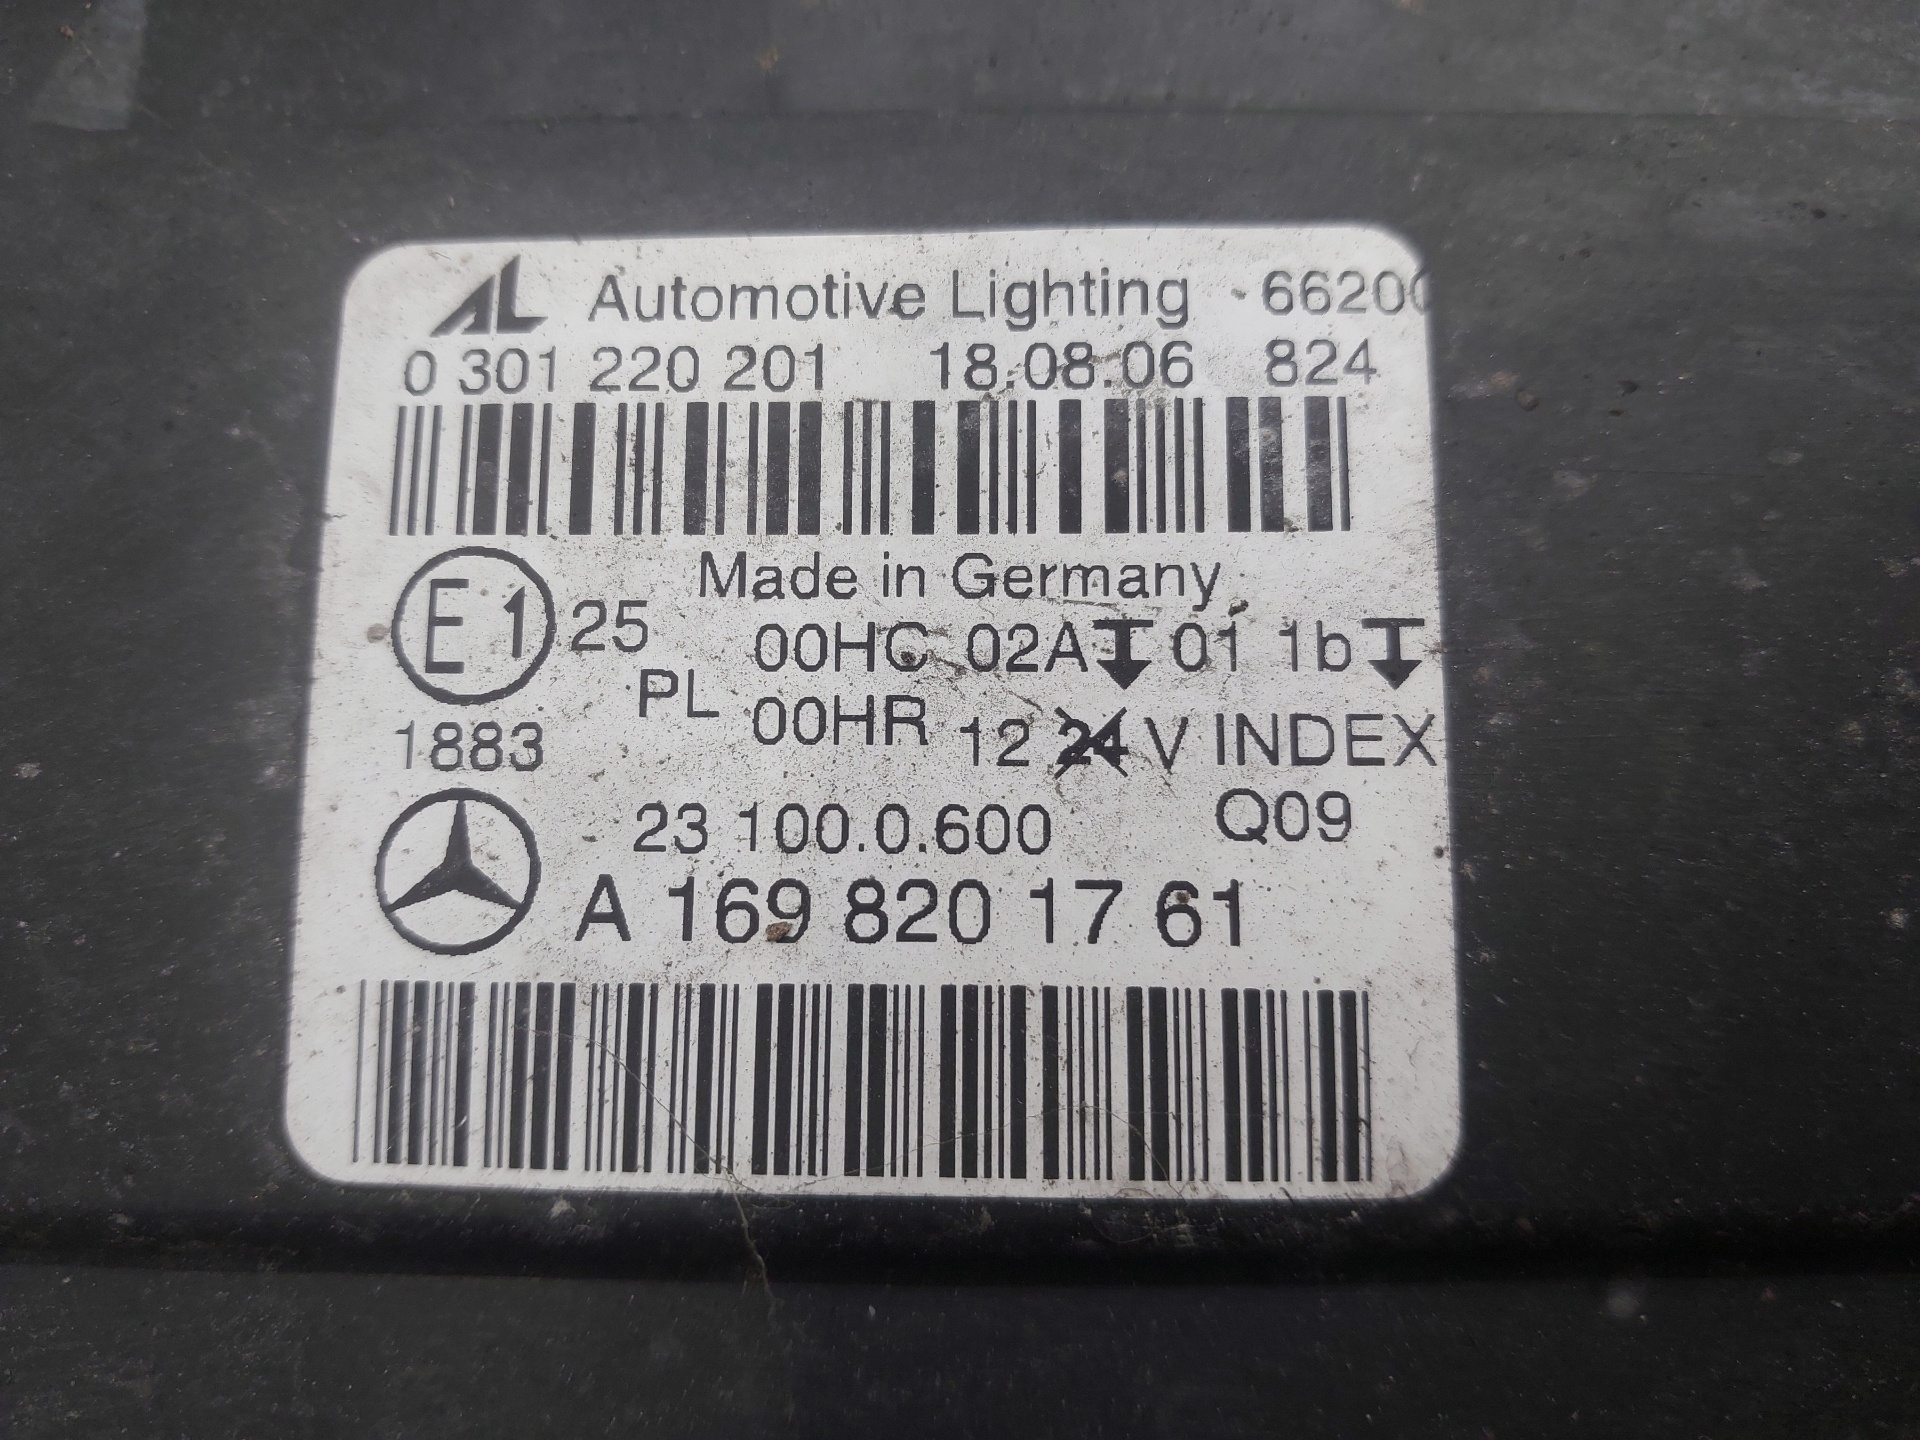 AL Automotive Lighting 66200
0 301 220 201 18.08.06 824
Made in Germany
E1 25 00HC 02A 01 1b
PL 00HR 12 24 V INDEX
1883
23 100.0.600 Q09
A 169 820 17 61